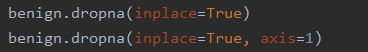 benign.dropna(inplace=True)
benign.dropna(inplace=True, axis=1)